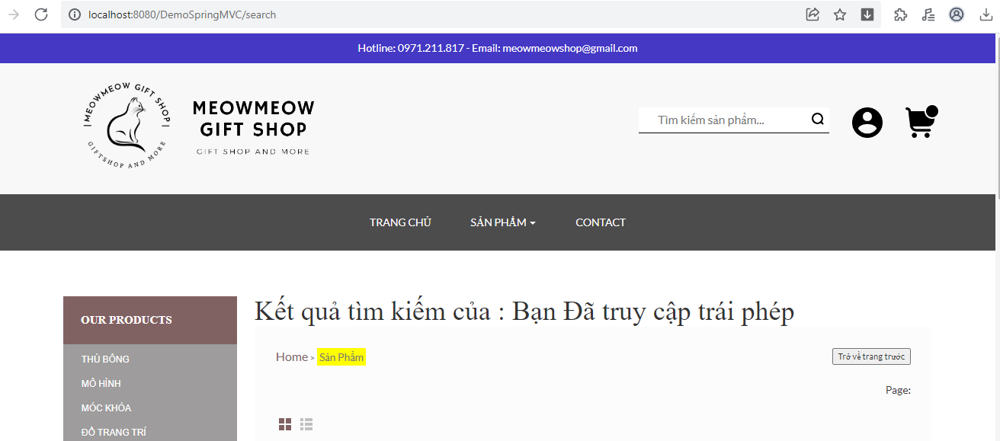 localhost:8080/DemoSpringMVC/search
Hotline: 0971.211.817 - Email: meowmeowshop@gmail.com
MEOWMEOW GIFT SHOP
GIFTSHOP AND MORE
MEOWMEOW
GIFT SHOP
GIFT SHOP AND MORE
Tìm kiếm sản phẩm...
TRANG CHỦ SẢN PHẨM CONTACT
OUR PRODUCTS
THÚ BÔNG
MÔ HÌNH
MÓC KHÓA
ĐỒ TRANG TRÍ
Kết quả tìm kiếm của : Bạn Đã truy cập trái phép
Home > Sản Phẩm
Trở về trang trước
Page: